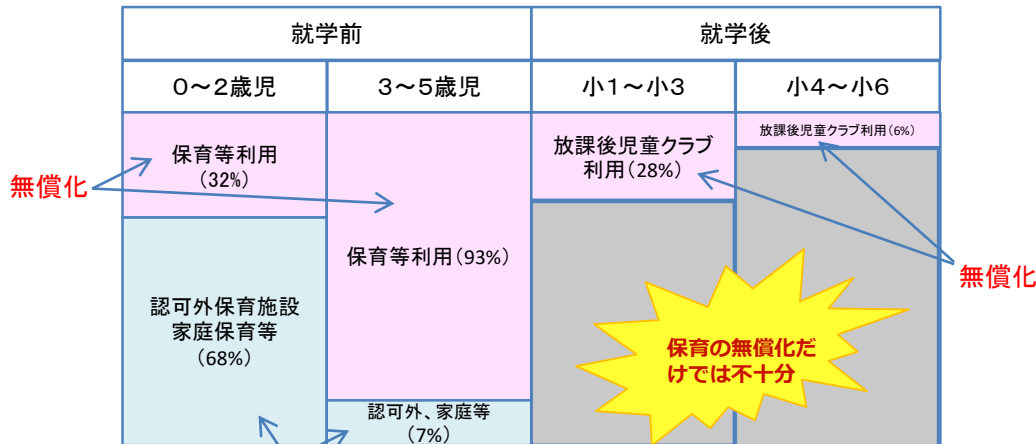 就学前
就学後
0～2歳児
3～5歳児
小1～小3
小4～小6
保育等利用
(32%)
保育等利用(93%)
放課後児童クラブ
利用(28%)
放課後児童クラブ利用(6%)
無償化
無償化
認可外保育施設
家庭保育等
(68%)
保育の無償化だ
けでは不十分
認可外、家庭等
(7%)